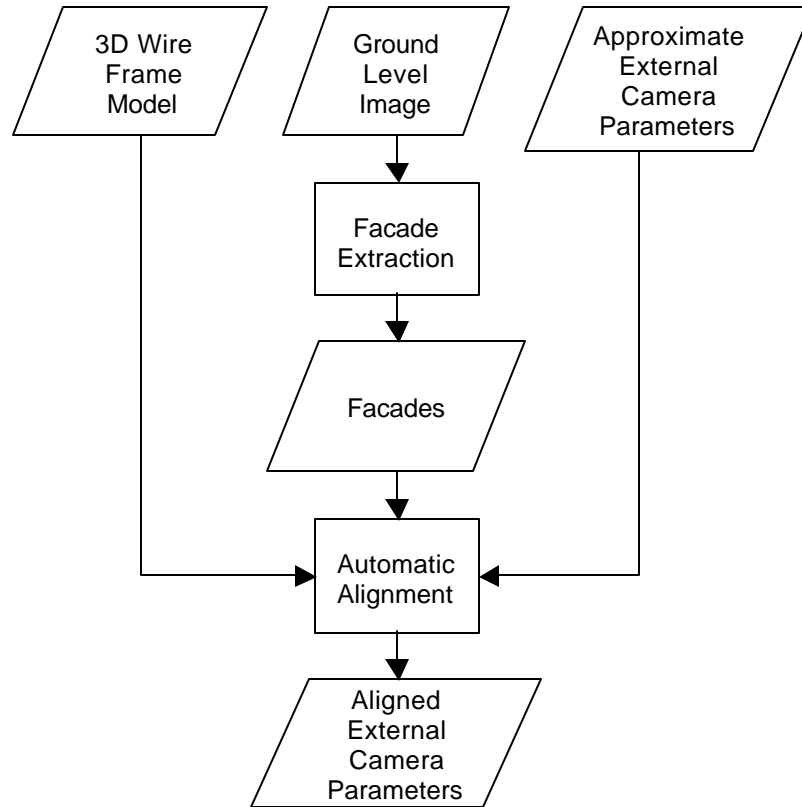 3D Wire
Frame
Model
Ground
Level
Image
Approximate
External
Camera
Parameters
Facade
Extraction
Facades
Automatic
Alignment
Aligned
External
Camera
Parameters